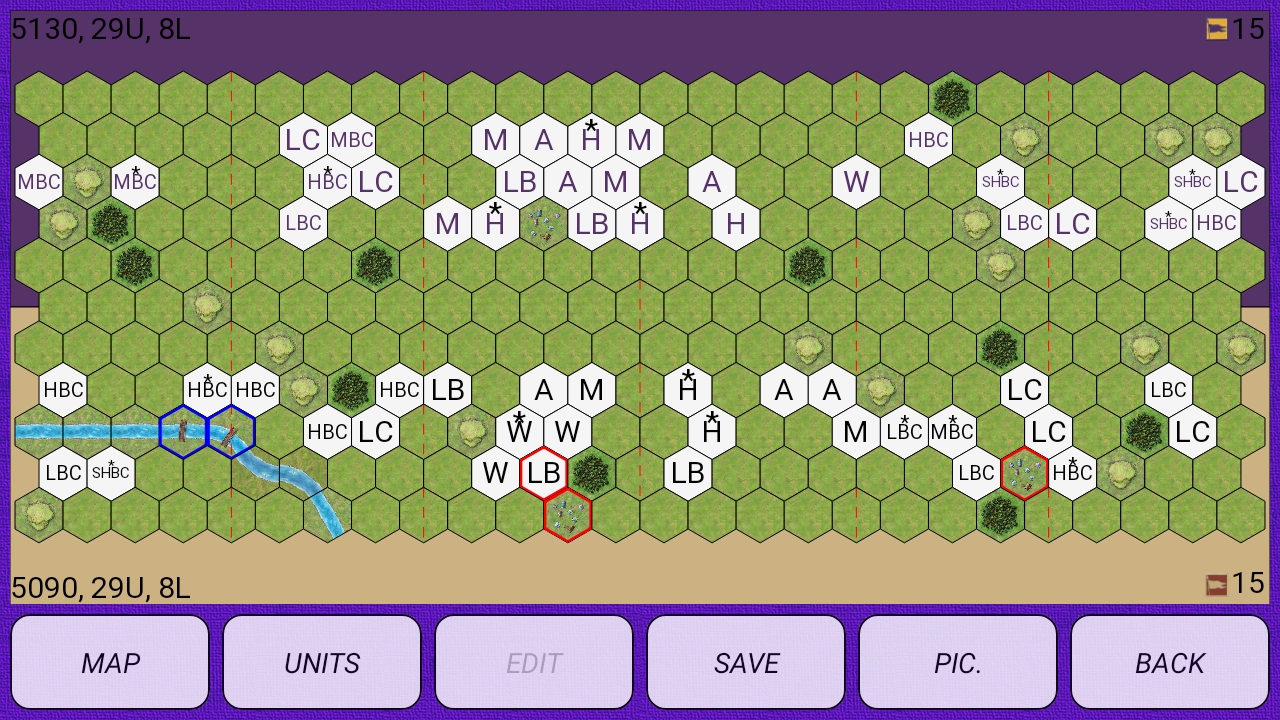 5130, 29U, 8L 15
LC MBC M A * H M HBC
MBC * MBC * HBC LC LB A M A W * SHBC * SHBC LC
LBC M * H LB * H H LBC LC * SHBC HBC
HBC * HBC HBC HBC LB A M * H A A LC LBC
HBC LC * W W * H M * LBC * MBC LC LC
LBC * SHBC W LB LB LBC * HBC
5090, 29U, 8L 15
MAP UNITS EDIT SAVE PIC. BACK